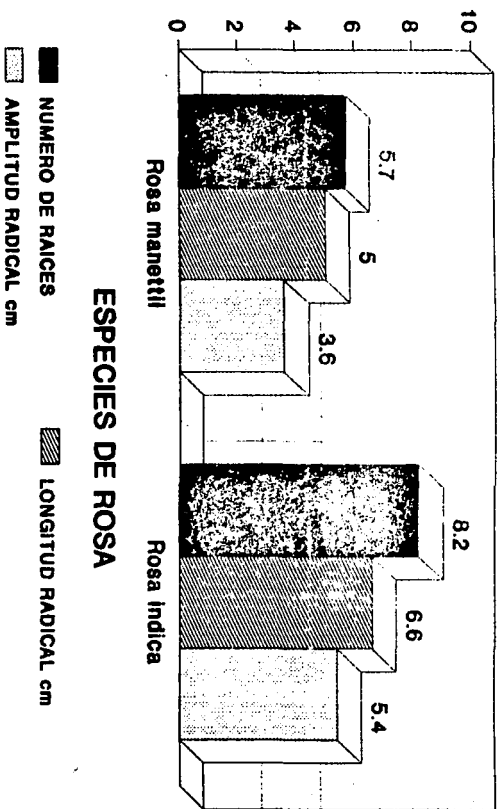 10
8
6
4
2
0
5.7
5
3.6
8.2
6.6
5.4
Rosa manettii
Rosa indica
ESPECIES DE ROSA
NUMERO DE RAICES
LONGITUD RADICAL cm
AMPLITUD RADICAL cm